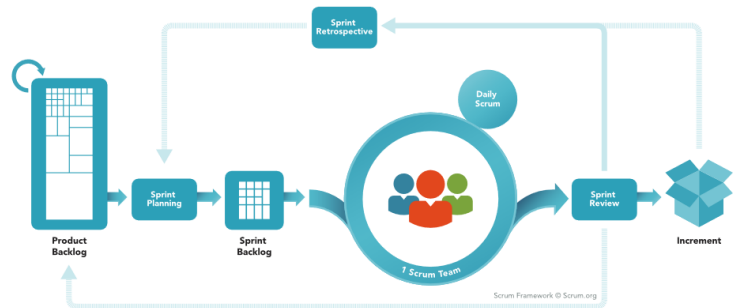 Sprint
Retrospective
Daily
Scrum
Sprint
Planning
Sprint
Review
Product
Backlog
Sprint
Backlog
1 Scrum Team
Increment
Scrum Framework © Scrum.org